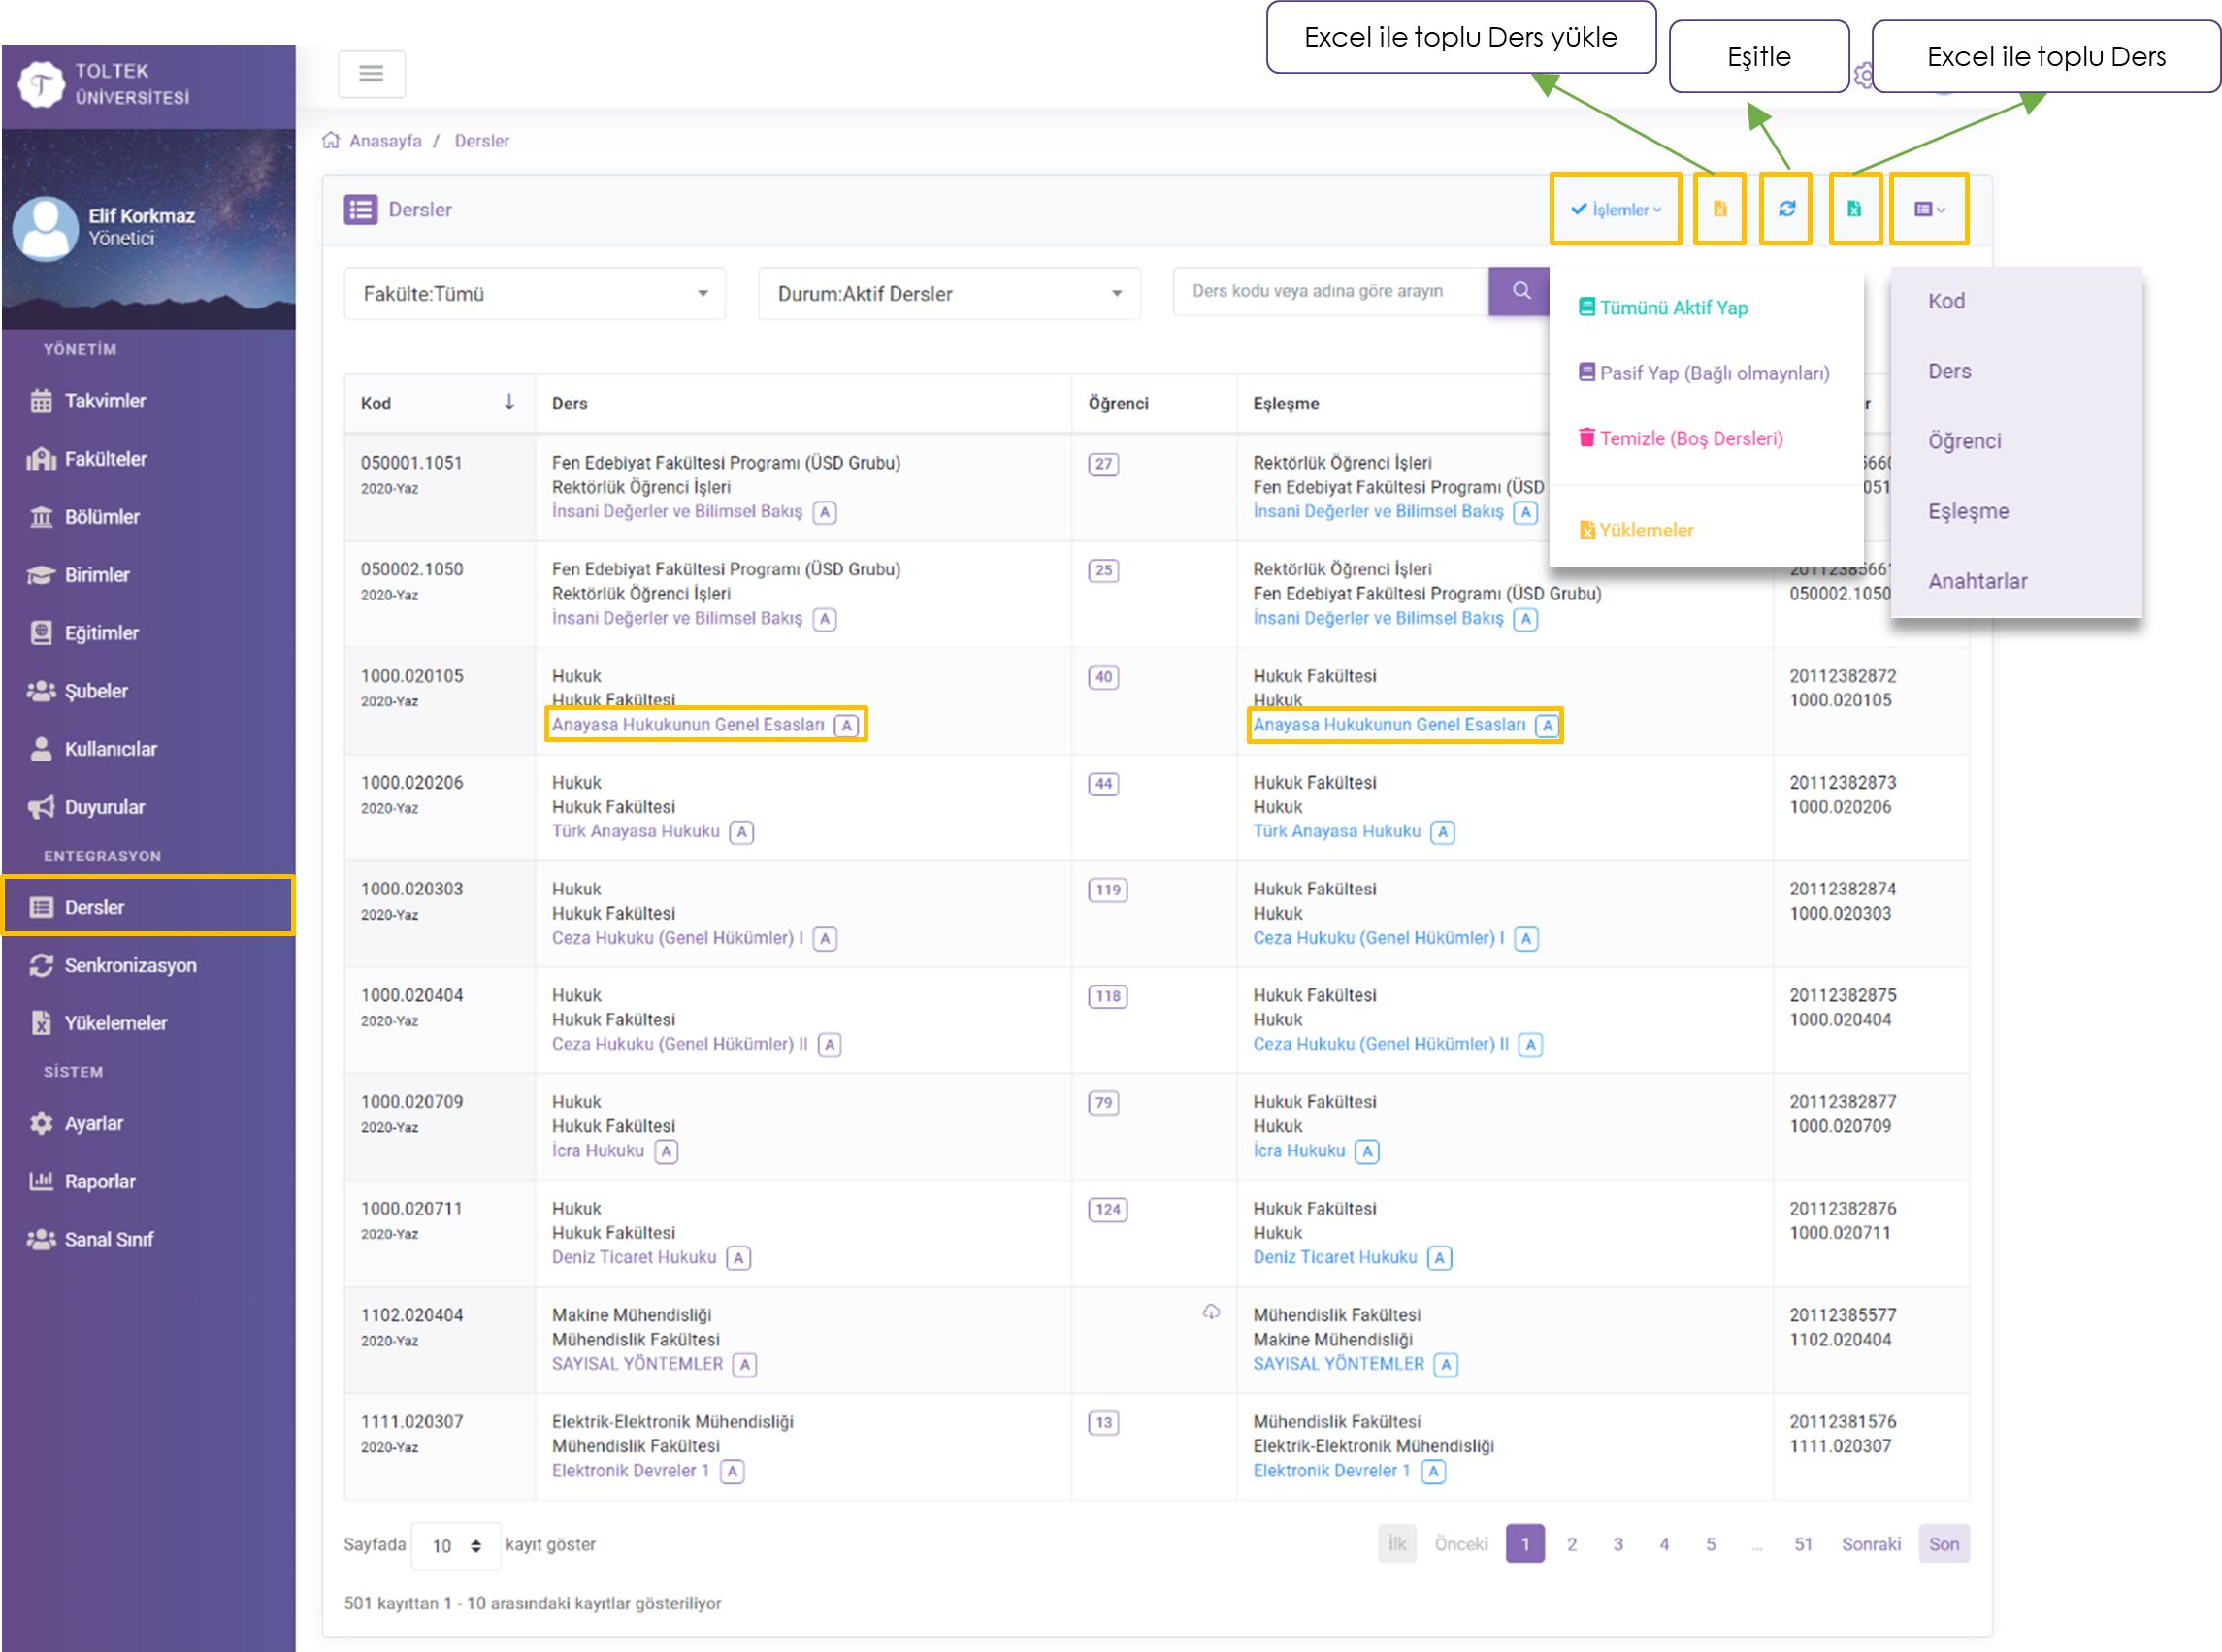 Excel ile toplu Ders yükle
Eşitle
Excel ile toplu Ders
TOLTEK
ÜNİVERSİTESİ
Elif Korkmaz
Yönetici
YÖNETİM
Takvimler
Fakülteler
Bölümler
Birimler
Eğitimler
Şubeler
Kullanıcılar
Duyurular
ENTEGRASYON
Dersler
Senkronizasyon
Yükelemeler
SİSTEM
Ayarlar
Raporlar
Sanal Sınıf
Anasayfa / Dersler
Dersler
İşlemler
Fakülte:Tümü
Durum:Aktif Dersler
Ders kodu veya adına göre arayın
Tümünü Aktif Yap
Pasif Yap (Bağlı olmaynları)
Temizle (Boş Dersleri)
Yüklemeler
Kod
Ders
Öğrenci
Eşleşme
Anahtarlar
Kod Ders Öğrenci Eşleşme r
050001.1051
2020-Yaz
Fen Edebiyat Fakültesi Programı (ÜSD Grubu)
Rektörlük Öğrenci İşleri
İnsani Değerler ve Bilimsel Bakış A
27
Rektörlük Öğrenci İşleri
Fen Edebiyat Fakültesi Programı (ÜSD
İnsani Değerler ve Bilimsel Bakış A
566
051
050002.1050
2020-Yaz
Fen Edebiyat Fakültesi Programı (ÜSD Grubu)
Rektörlük Öğrenci İşleri
İnsani Değerler ve Bilimsel Bakış A
25
Rektörlük Öğrenci İşleri
Fen Edebiyat Fakültesi Programı (ÜSD Grubu)
İnsani Değerler ve Bilimsel Bakış A
2011238566
050002.1050
1000.020105
2020-Yaz
Hukuk
Hukuk Fakültesi
Anayasa Hukukunun Genel Esasları A
40
Hukuk Fakültesi
Hukuk
Anayasa Hukukunun Genel Esasları A
20112382872
1000.020105
1000.020206
2020-Yaz
Hukuk
Hukuk Fakültesi
Türk Anayasa Hukuku A
44
Hukuk Fakültesi
Hukuk
Türk Anayasa Hukuku A
20112382873
1000.020206
1000.020303
2020-Yaz
Hukuk
Hukuk Fakültesi
Ceza Hukuku (Genel Hükümler) I A
119
Hukuk Fakültesi
Hukuk
Ceza Hukuku (Genel Hükümler) I A
20112382874
1000.020303
1000.020404
2020-Yaz
Hukuk
Hukuk Fakültesi
Ceza Hukuku (Genel Hükümler) II A
118
Hukuk Fakültesi
Hukuk
Ceza Hukuku (Genel Hükümler) II A
20112382875
1000.020404
1000.020709
2020-Yaz
Hukuk
Hukuk Fakültesi
İcra Hukuku A
79
Hukuk Fakültesi
Hukuk
İcra Hukuku A
20112382877
1000.020709
1000.020711
2020-Yaz
Hukuk
Hukuk Fakültesi
Deniz Ticaret Hukuku A
124
Hukuk Fakültesi
Hukuk
Deniz Ticaret Hukuku A
20112382876
1000.020711
1102.020404
2020-Yaz
Makine Mühendisliği
Mühendislik Fakültesi
SAYISAL YÖNTEMLER A
Mühendislik Fakültesi
Makine Mühendisliği
SAYISAL YÖNTEMLER A
20112385577
1102.020404
1111.020307
2020-Yaz
Elektrik-Elektronik Mühendisliği
Mühendislik Fakültesi
Elektronik Devreler 1 A
13
Mühendislik Fakültesi
Elektrik-Elektronik Mühendisliği
Elektronik Devreler 1 A
20112381576
1111.020307
Sayfada 10 kayıt göster
İlk Önceki 1 2 3 4 5 ... 51 Sonraki Son
501 kayıttan 1 - 10 arasındaki kayıtlar gösteriliyor